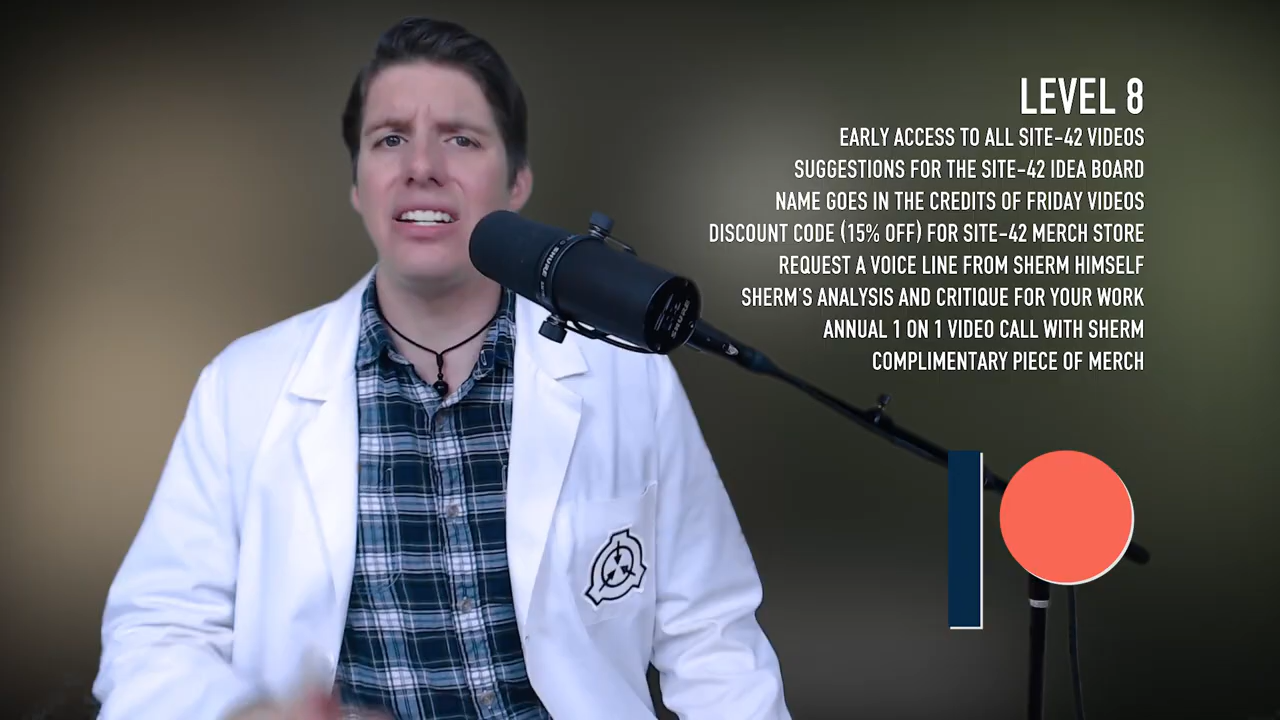 LEVEL 8
EARLY ACCESS TO ALL SITE-42 VIDEOS
SUGGESTIONS FOR THE SITE-42 IDEA BOARD
NAME GOES IN THE CREDITS OF FRIDAY VIDEOS
DISCOUNT CODE (15% OFF) FOR SITE-42 MERCH STORE
REQUEST A VOICE LINE FROM SHERM HIMSELF
SHERM'S ANALYSIS AND CRITIQUE FOR YOUR WORK
ANNUAL 1 ON 1 VIDEO CALL WITH SHERM
COMPLIMENTARY PIECE OF MERCH
SHURE
SHURE